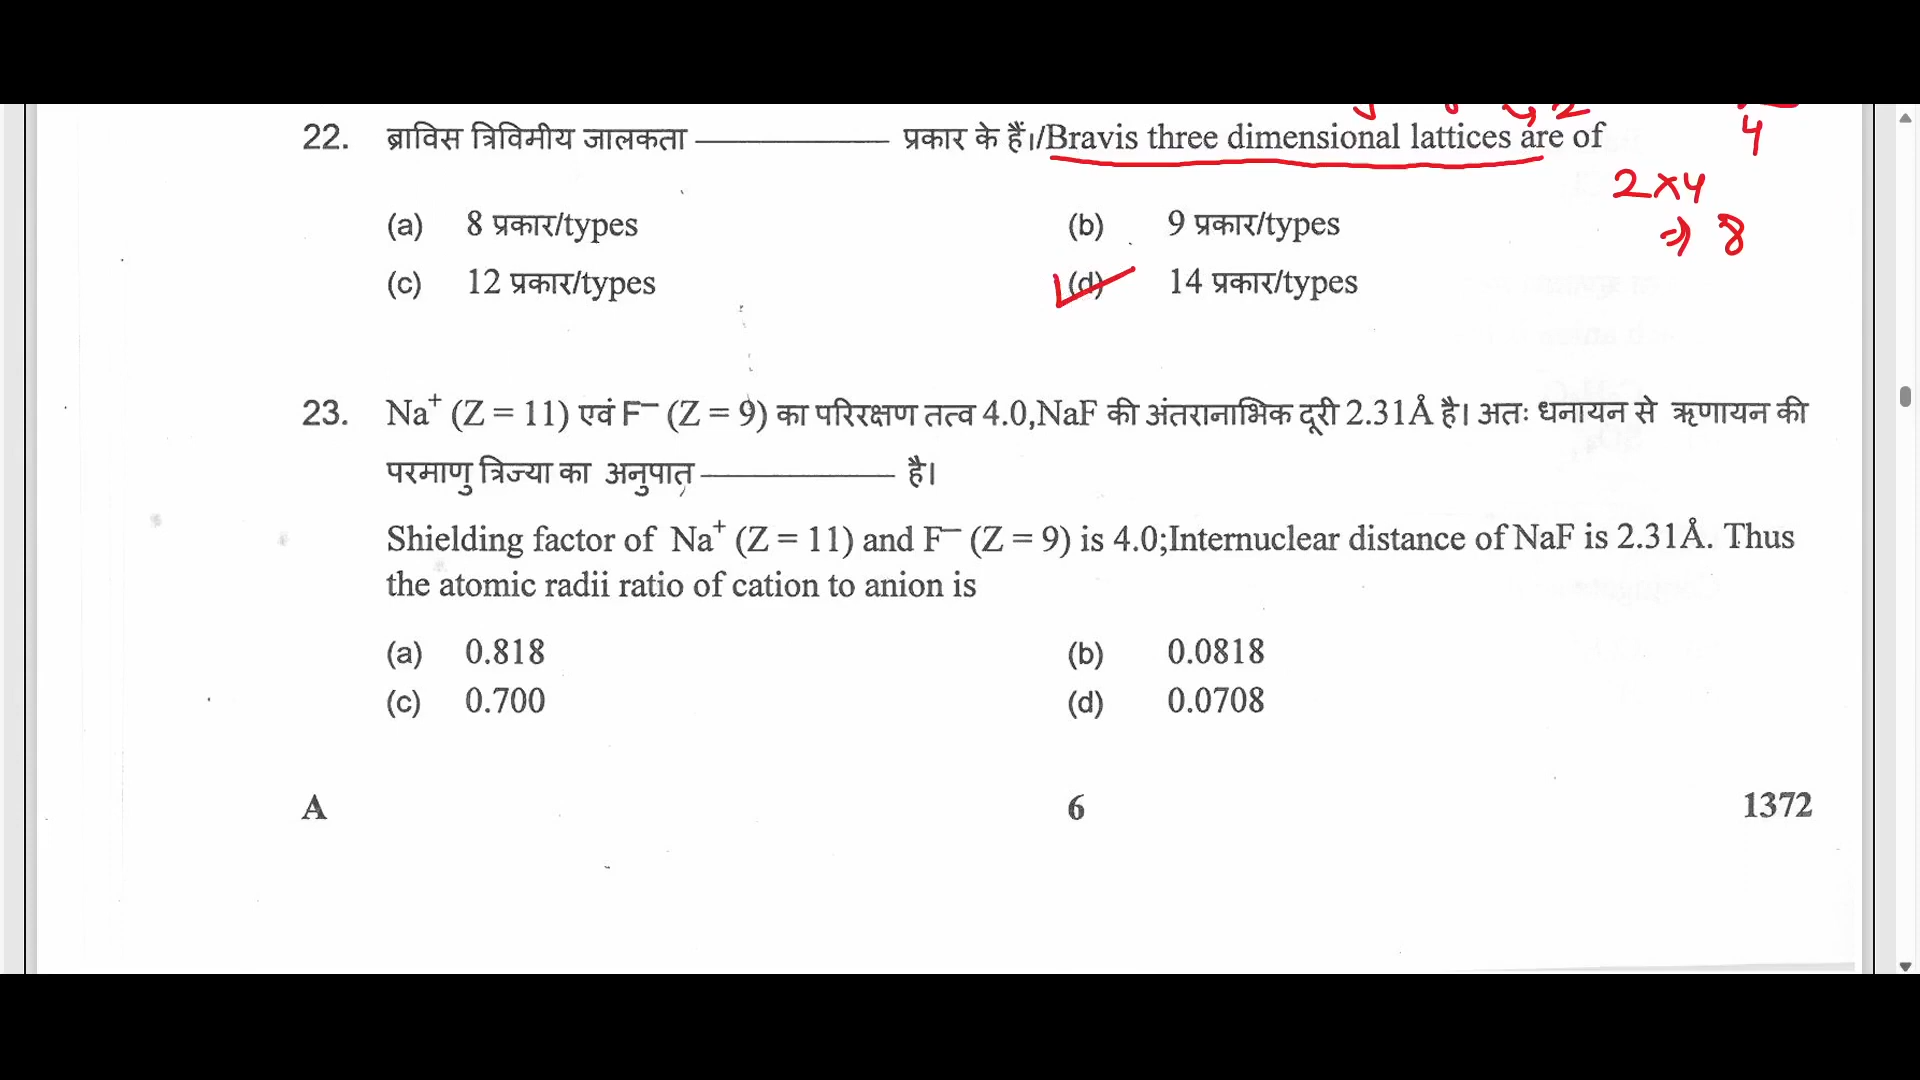 22. ब्राविस त्रिविमीय जालकता ———— प्रकार के हैं।/Bravis three dimensional lattices are of
4
2 x 4
⇒ 8
(a) 8 प्रकार/types (b) 9 प्रकार/types
(c) 12 प्रकार/types (d) 14 प्रकार/types
23. Na⁺ (Z = 11) एवं F⁻ (Z = 9) का परिरक्षण तत्व 4.0,NaF की अंतरानाभिक दूरी 2.31Å है। अतः धनायन से ऋणायन की
परमाणु त्रिज्या का अनुपात ———— है।
Shielding factor of Na⁺ (Z = 11) and F⁻ (Z = 9) is 4.0;Internuclear distance of NaF is 2.31Å. Thus
the atomic radii ratio of cation to anion is
(a) 0.818 (b) 0.0818
(c) 0.700 (d) 0.0708
A 6 1372